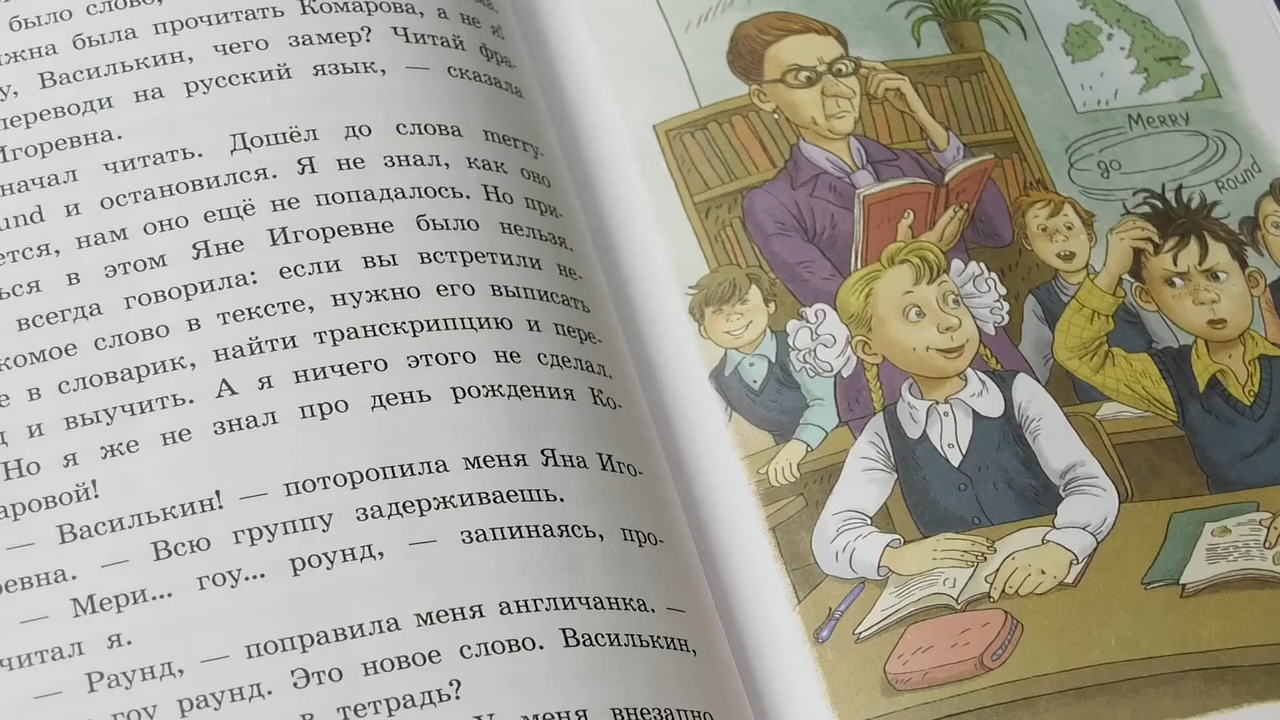 было слово,
жна была прочитать Комарова, а не я!
у, Василькин, чего замер? Читай фра-
переводи на русский язык, — сказала
Игоревна.
начал читать. Дошёл до слова merry-
und и остановился. Я не знал, как оно
ется, нам оно ещё не попадалось. Но при-
ься в этом Яне Игоревне было нельзя.
всегда говорила: если вы встретили не-
комое слово в тексте, нужно его выписать
е в словарик, найти транскрипцию и пере-
д и выучить. А я ничего этого не сделал.
Но я же не знал про день рождения Ко-
аровой!
— Василькин! — поторопила меня Яна Иго-
ревна. — Всю группу задерживаешь.
— Мери... гоу... роунд, — запинаясь, про-
читал я.
— Раунд, — поправила меня англичанка. —
гоу раунд. Это новое слово. Василькин,
в тетрадь?
У меня внезапно
MERRY
go
Round